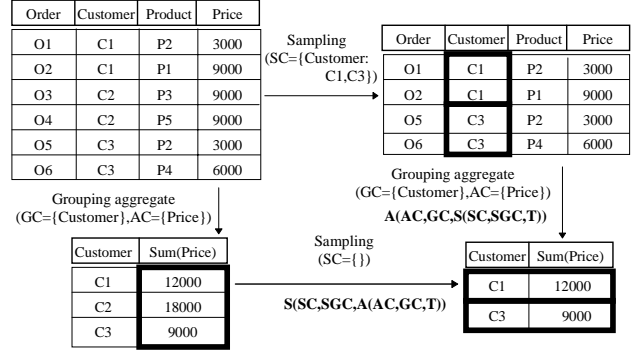 Order Customer Product Price
O1 C1 P2 3000
O2 C1 P1 9000
O3 C2 P3 9000
O4 C2 P5 9000
O5 C3 P2 3000
O6 C3 P4 6000
Sampling
(SC={Customer:
C1,C3})
Order Customer Product Price
O1 C1 P2 3000
O2 C1 P1 9000
O5 C3 P2 3000
O6 C3 P4 6000
Grouping aggregate
(GC={Customer},AC={Price})
Grouping aggregate
(GC={Customer},AC={Price})
A(AC,GC,S(SC,SGC,T))
Customer Sum(Price)
C1 12000
C2 18000
C3 9000
Sampling
(SC={})
S(SC,SGC,A(AC,GC,T))
Customer Sum(Price)
C1 12000
C3 9000